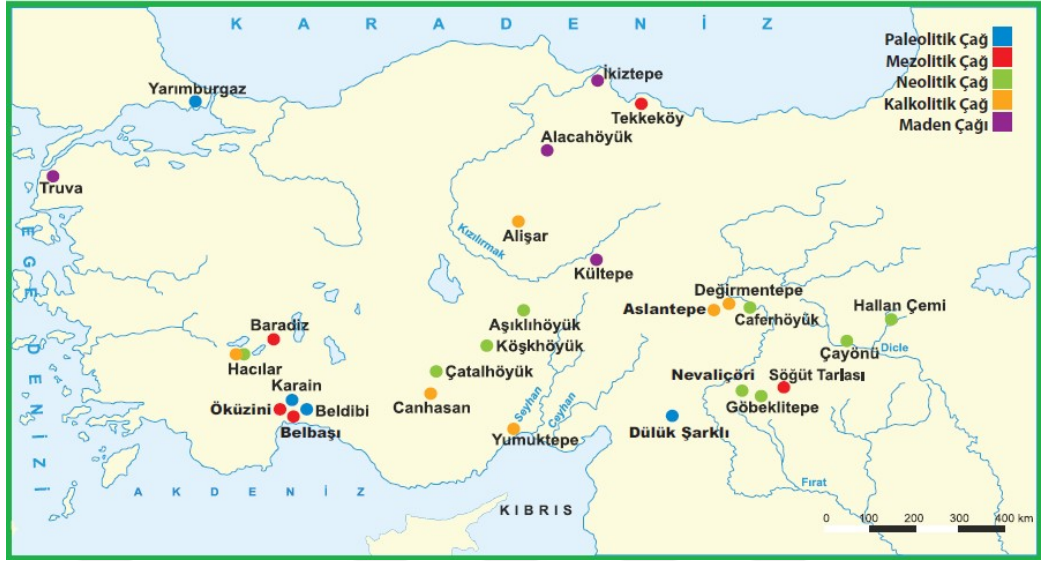 K A R A D E N İ Z
Paleolitik Çağ
Mezolitik Çağ
Neolitik Çağ
Kalkolitik Çağ
Maden Çağı
Yarımburgaz
İkiztepe
Tekkeköy
Alacahöyük
Truva
Alişar
Kızılırmak
Kültepe
E G E D E N İ Z İ
Değirmentepe
Aslantepe
Caferhöyük
Hallan Çemi
Dicle
Çayönü
Baradiz
Aşıklıhöyük
Köşkhöyük
Hacılar
Çatalhöyük
Nevaliçöri
Söğüt Tarlası
Göbeklitepe
Karain
Öküzini
Beldibi
Belbaşı
Canhasan
Seyhan
Ceyhan
Yumuktepe
Dülük Şarklı
Fırat
A K D E N İ Z
KIBRIS
0 100 200 300 400 km